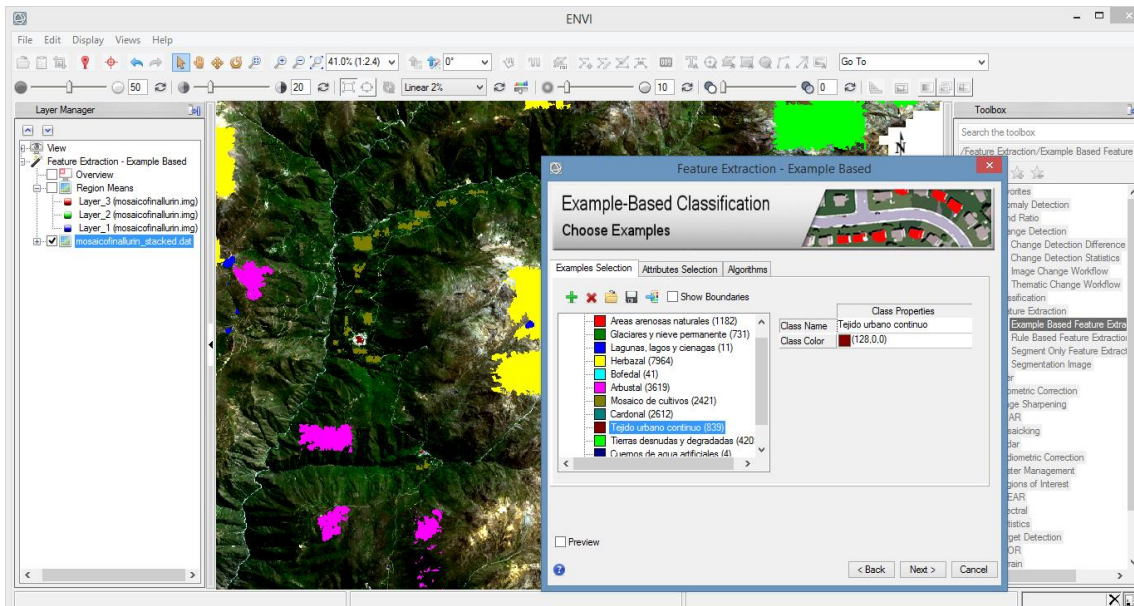 ENVI
File Edit Display Views Help
41.0% (1:2.4) 0° Go To
50 20 Linear 2% 10 0
Layer Manager
View
Feature Extraction - Example Based
Overview
Region Means
Layer_3 (mosaicofinallurin.img)
Layer_2 (mosaicofinallurin.img)
Layer_1 (mosaicofinallurin.img)
mosaicofinallurin_stacked.dat
N
Feature Extraction - Example Based
Example-Based Classification
Choose Examples
Examples Selection Attributes Selection Algorithms
Show Boundaries
Areas arenosas naturales (1182)
Glaciares y nieve permanente (731)
Lagunas, lagos y cienagas (11)
Herbazal (7964)
Bofedal (41)
Arbustal (3619)
Mosaico de cultivos (2421)
Cardonal (2612)
Tejido urbano continuo (839)
Tierras desnudas y degradadas (420
Cuerpos de agua artificiales (4)
Class Properties
Class Name Tejido urbano continuo
Class Color (128,0,0)
Preview
< Back Next > Cancel
Toolbox
Search the toolbox
/Feature Extraction/Example Based Feature
vorites
omaly Detection
nd Ratio
ange Detection
Change Detection Difference
Change Detection Statistics
Image Change Workflow
Thematic Change Workflow
ssification
ature Extraction
Example Based Feature Extra
Rule Based Feature Extraction
Segment Only Feature Extract
Segmentation Image
er
ometric Correction
ge Sharpening
AR
saicking
dar
diometric Correction
ster Management
gions of Interest
EAR
ectral
tistics
rget Detection
OR
rrain